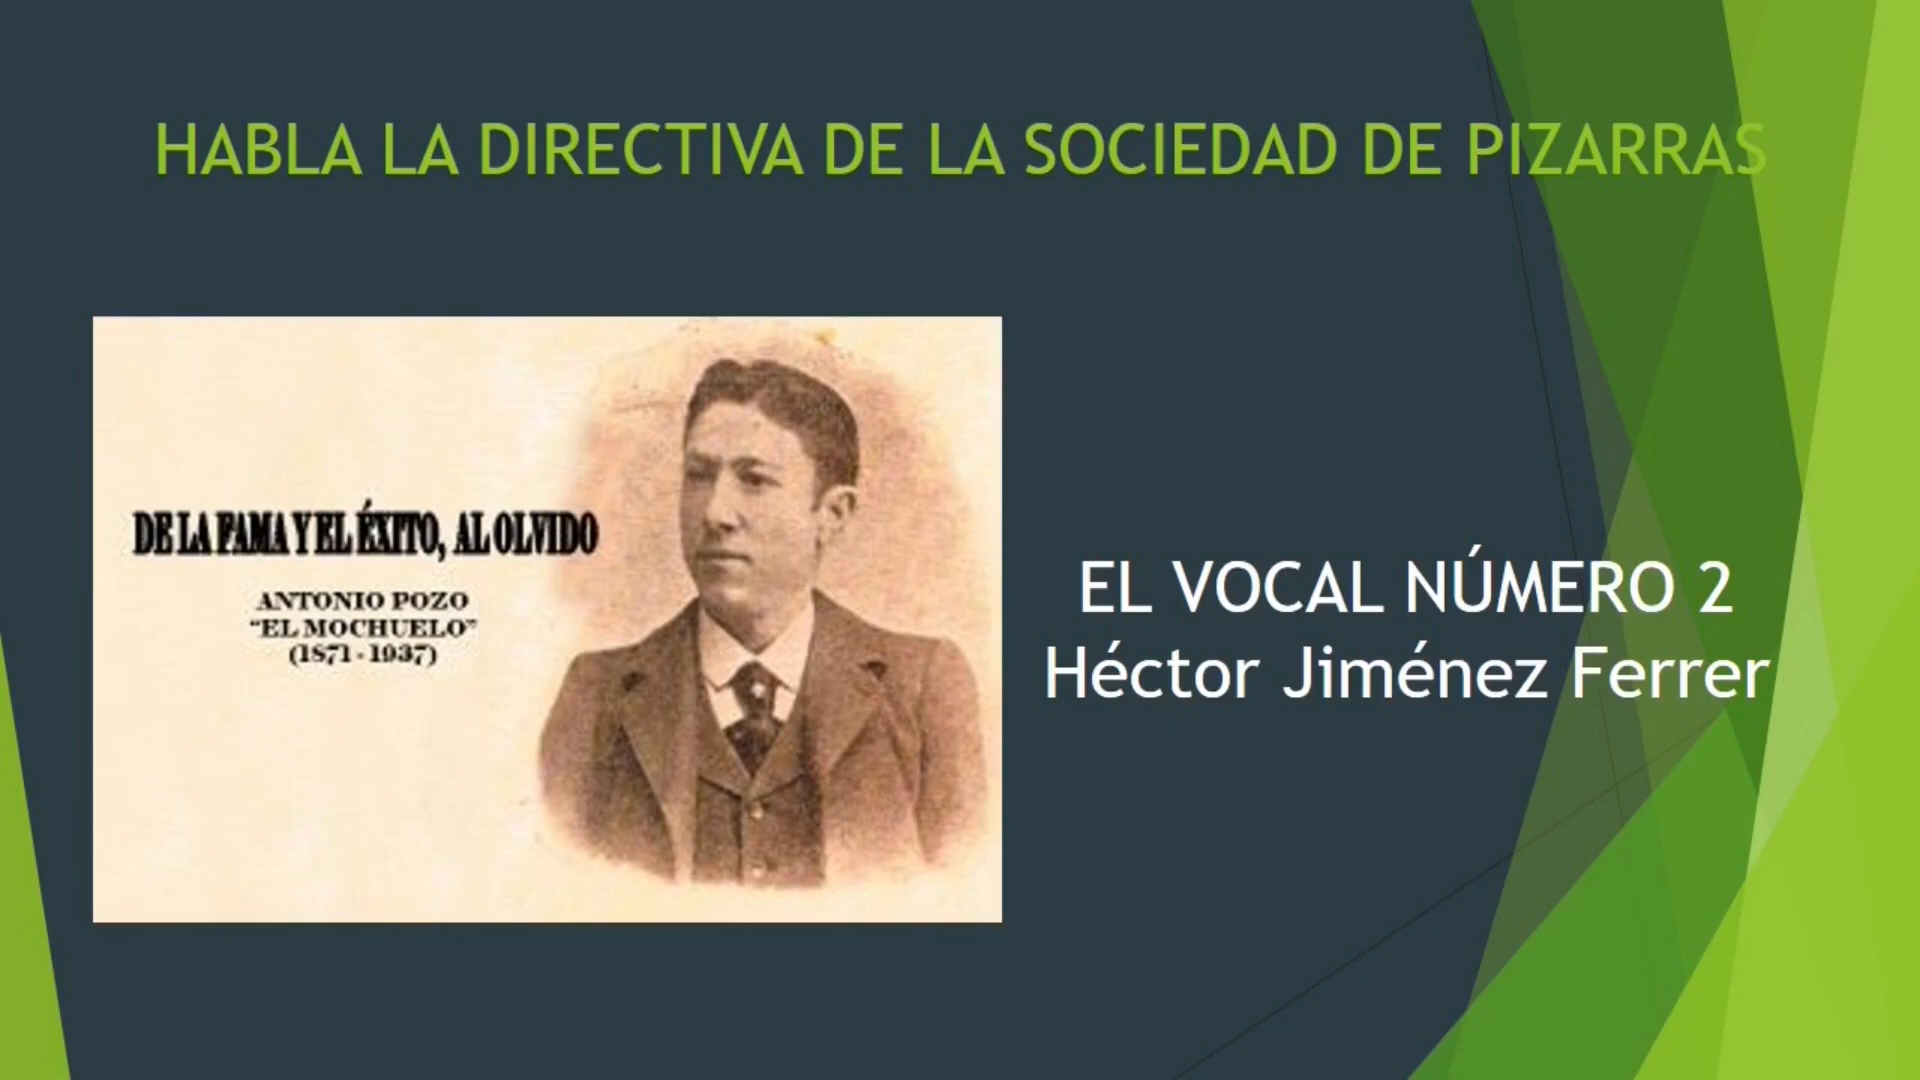 HABLA LA DIRECTIVA DE LA SOCIEDAD DE PIZARRAS
DE LA FAMA Y EL ÉXITO, AL OLVIDO
ANTONIO POZO
“EL MOCHUELO”
(1871 - 1937)
EL VOCAL NÚMERO 2
Héctor Jiménez Ferrer